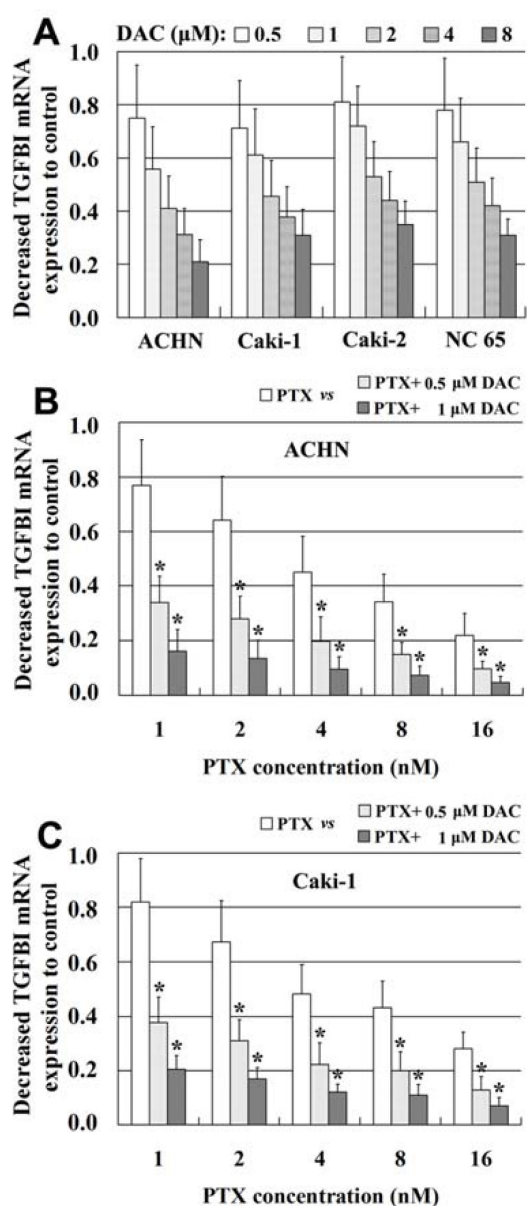 A DAC (μM): 0.5 1 2 4 8
Decreased TGFBI mRNA
expression to control
1.0
0.8
0.6
0.4
0.2
0.0
ACHN Caki-1 Caki-2 NC 65
B PTX vs PTX+ 0.5 μM DAC
PTX+ 1 μM DAC
ACHN
Decreased TGFBI mRNA
expression to control
1.0
0.8
0.6
0.4
0.2
0.0
* * * * * * * * * *
1 2 4 8 16
PTX concentration (nM)
C PTX vs PTX+ 0.5 μM DAC
PTX+ 1 μM DAC
Caki-1
Decreased TGFBI mRNA
expression to control
1.0
0.8
0.6
0.4
0.2
0.0
* * * * * * * * * *
1 2 4 8 16
PTX concentration (nM)